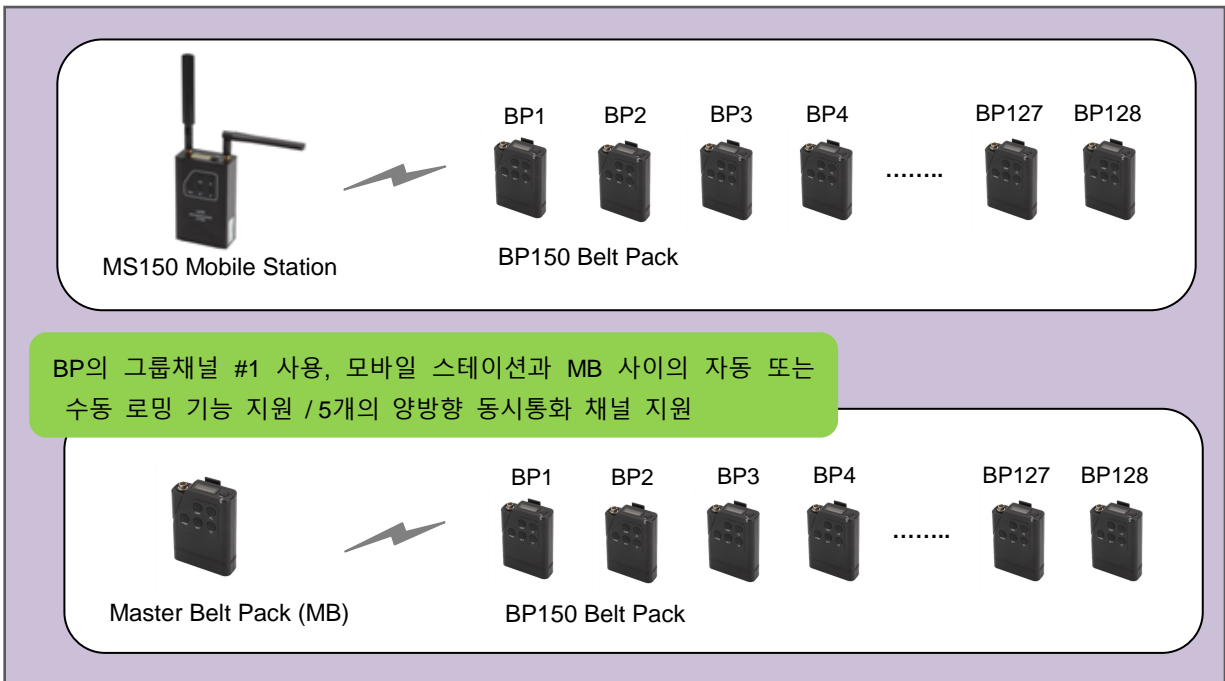 BP1 BP2 BP3 BP4 BP127 BP128
........
MS150 Mobile Station
BP150 Belt Pack
BP의 그룹채널 #1 사용, 모바일 스테이션과 MB 사이의 자동 또는
수동 로밍 기능 지원 / 5개의 양방향 동시통화 채널 지원
BP1 BP2 BP3 BP4 BP127 BP128
........
Master Belt Pack (MB)
BP150 Belt Pack